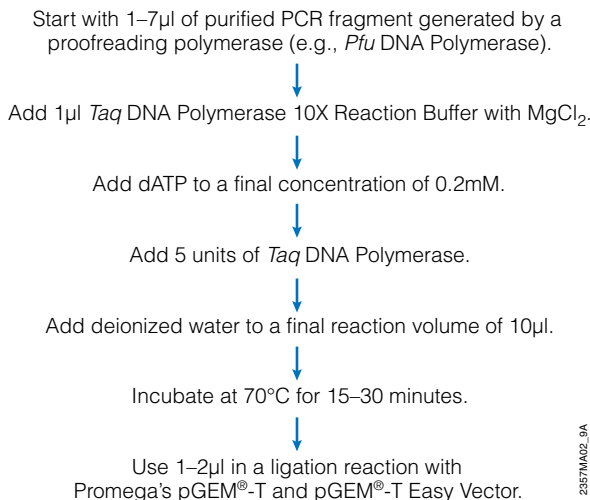 Start with 1–7µl of purified PCR fragment generated by a
proofreading polymerase (e.g., Pfu DNA Polymerase).
Add 1µl Taq DNA Polymerase 10X Reaction Buffer with MgCl₂.
Add dATP to a final concentration of 0.2mM.
Add 5 units of Taq DNA Polymerase.
Add deionized water to a final reaction volume of 10µl.
Incubate at 70°C for 15–30 minutes.
Use 1–2µl in a ligation reaction with
Promega's pGEM®-T and pGEM®-T Easy Vector.
2357MA02_9A